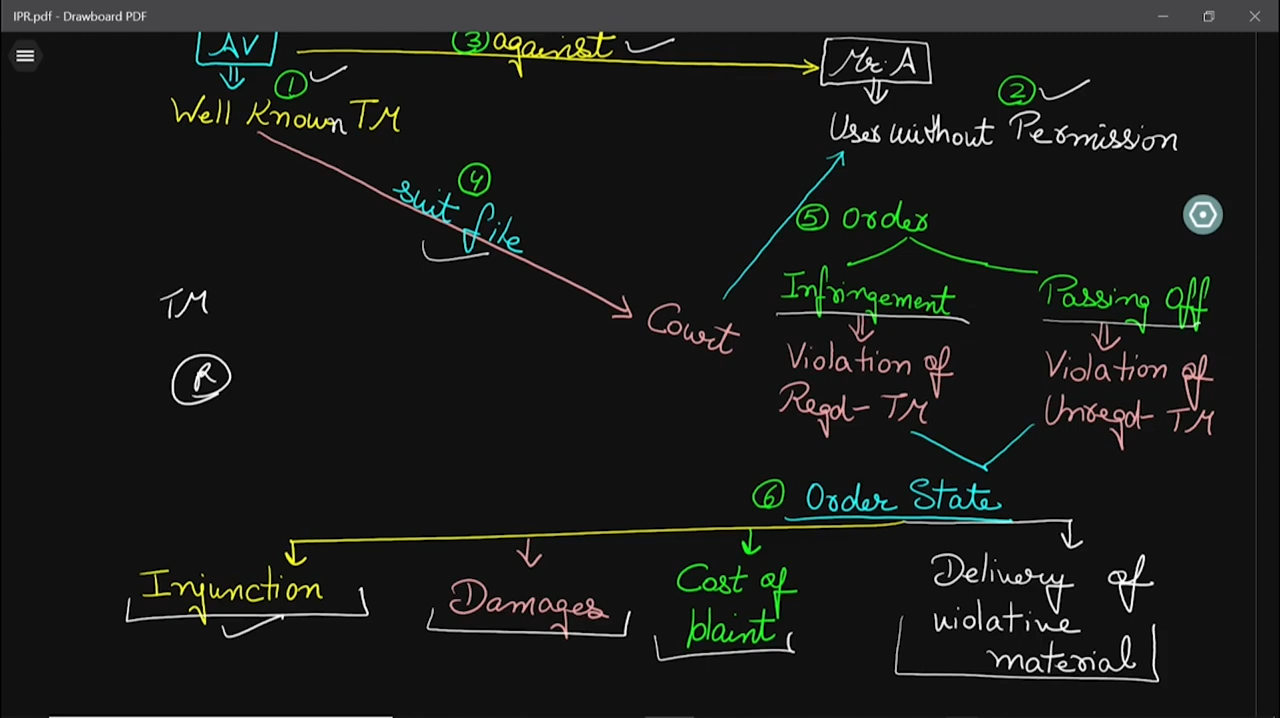 IPR.pdf - Drawboard PDF
AV
③ against
Mr. A
①
Well Known TM
②
User without Permission
④
suit file
⑤ Order
Court
Infringement
Violation of
Regd- TM
Passing Off
Violation of
Unregd- TM
TM
R
⑥ Order State
Injunction
Damages
Cost of
plaint
Delivery of
violative
material